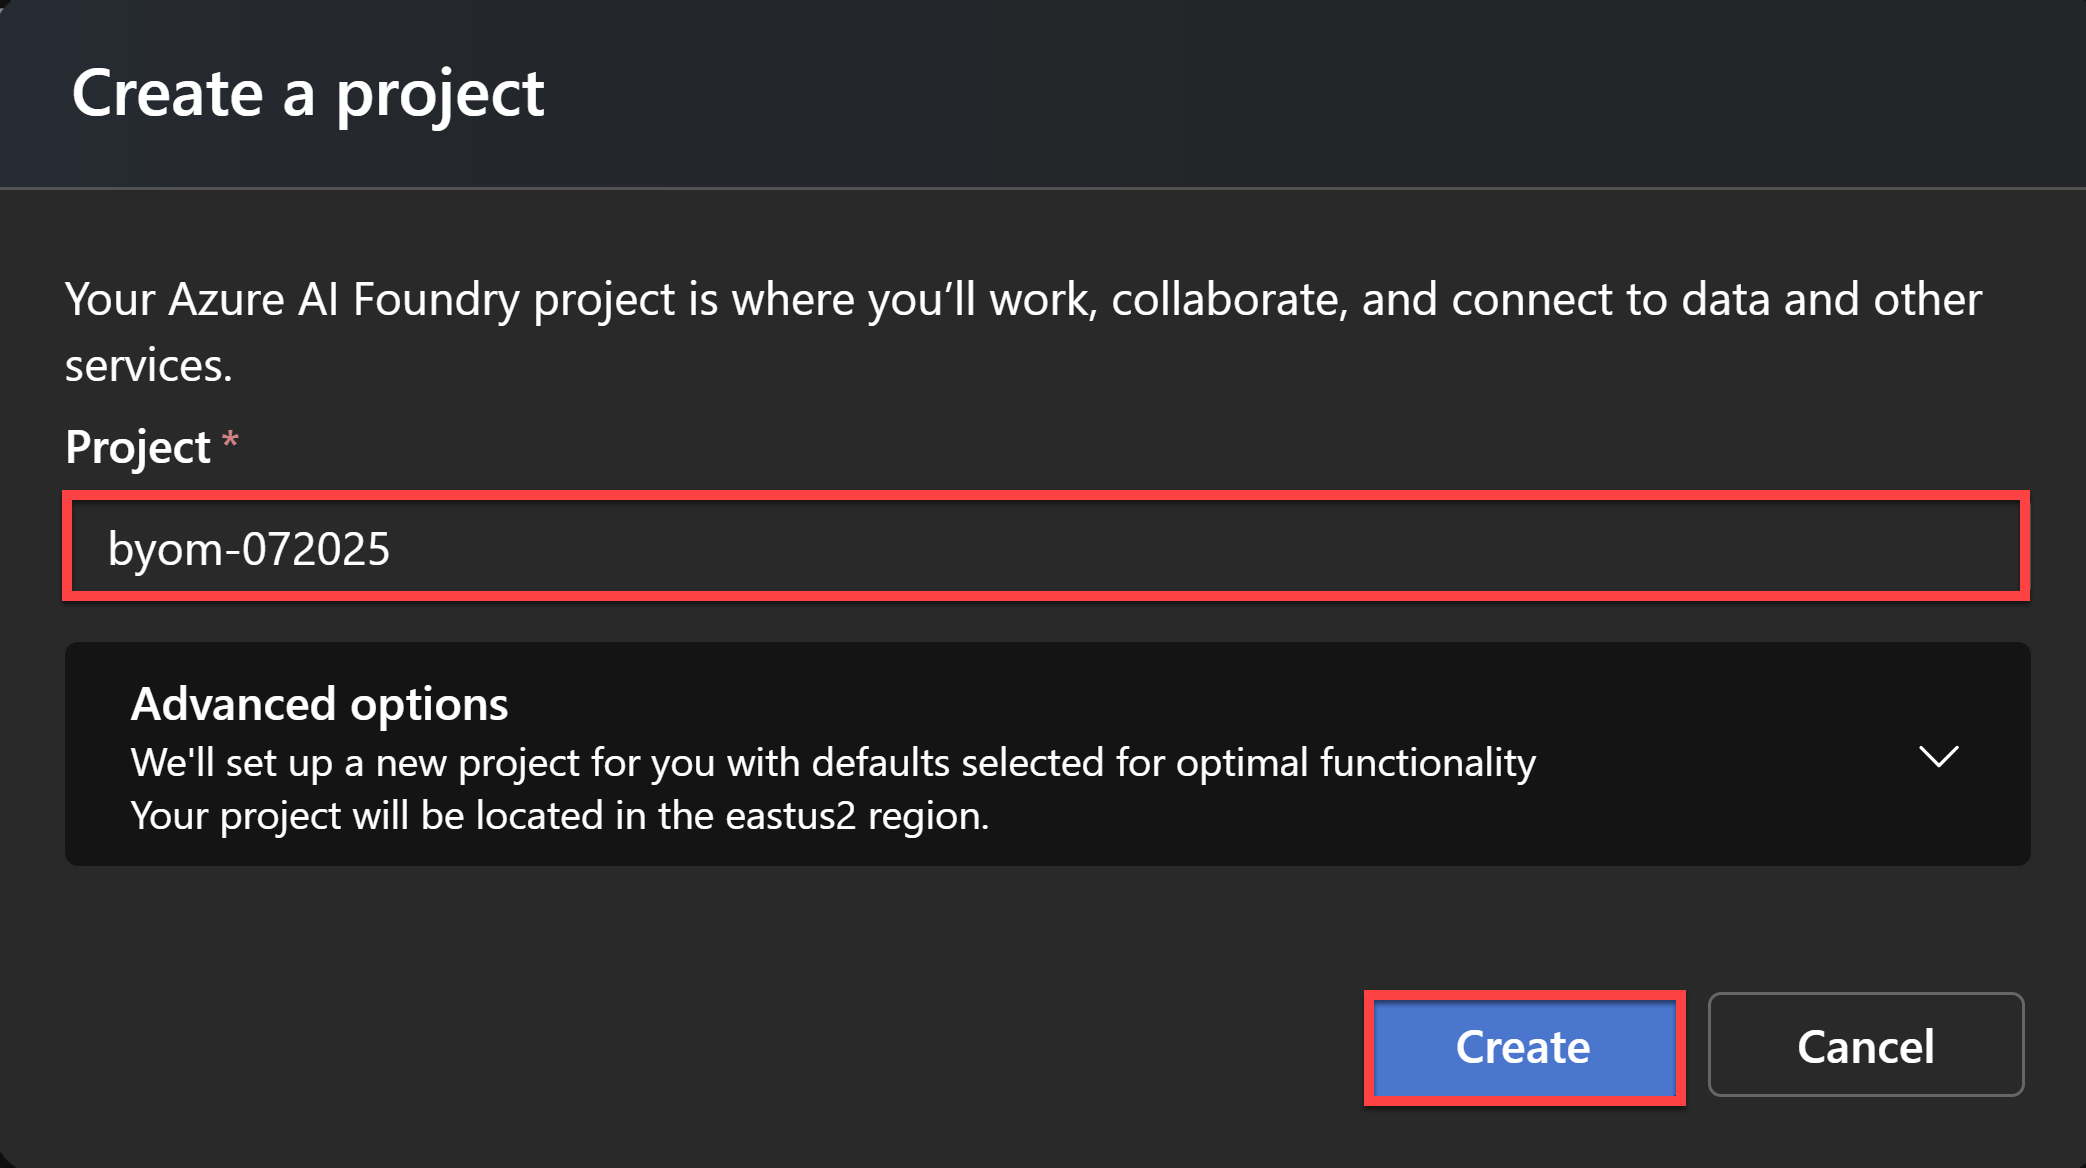 Create a project
Your Azure AI Foundry project is where you’ll work, collaborate, and connect to data and other
services.
Project *
byom-072025
Advanced options
We'll set up a new project for you with defaults selected for optimal functionality
Your project will be located in the eastus2 region.
Create
Cancel